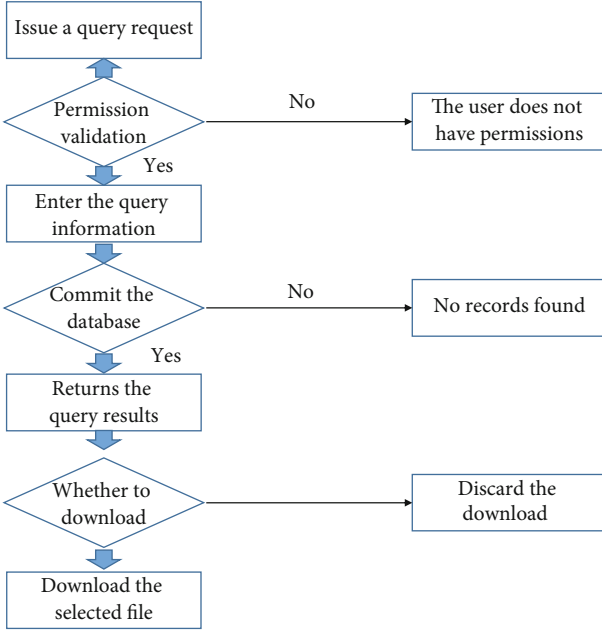 Issue a query request
Permission
validation
No
The user does not
have permissions
Yes
Enter the query
information
Commit the
database
No
No records found
Yes
Returns the
query results
Whether to
download
Discard the
download
Download the
selected file